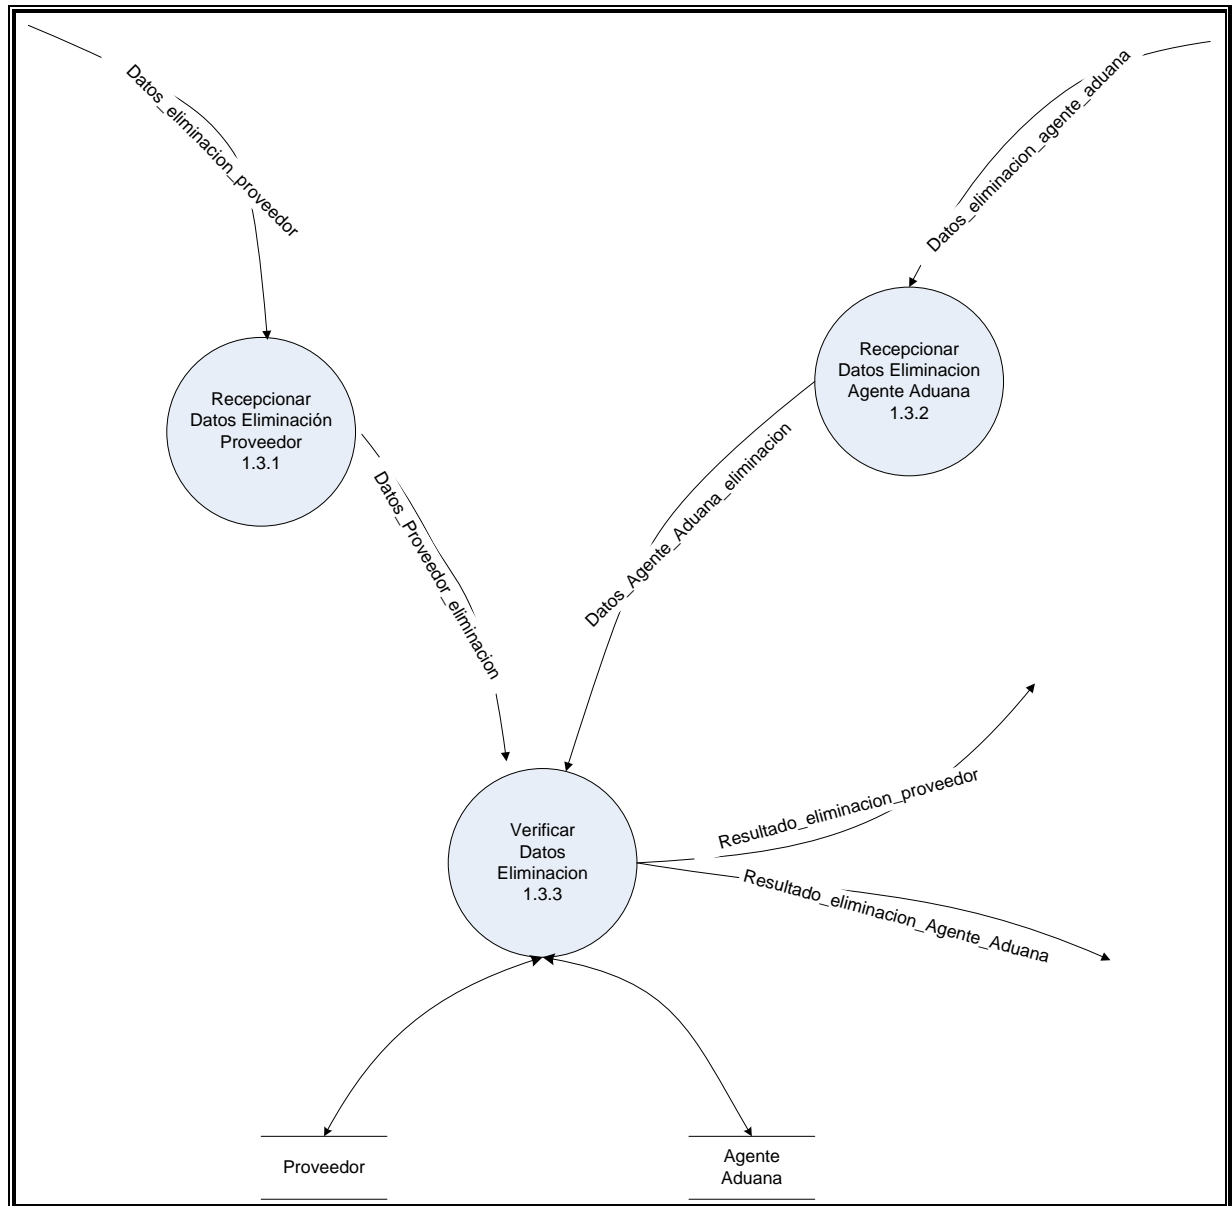 Datos_eliminacion_proveedor
Datos_eliminacion_agente_aduana
Recepcionar
Datos Eliminación
Proveedor
1.3.1
Recepcionar
Datos Eliminacion
Agente Aduana
1.3.2
Datos_Proveedor_eliminacion
Datos_Agente_Aduana_eliminacion
Verificar
Datos
Eliminacion
1.3.3
Resultado_eliminacion_proveedor
Resultado_eliminacion_Agente_Aduana
Proveedor
Agente
Aduana